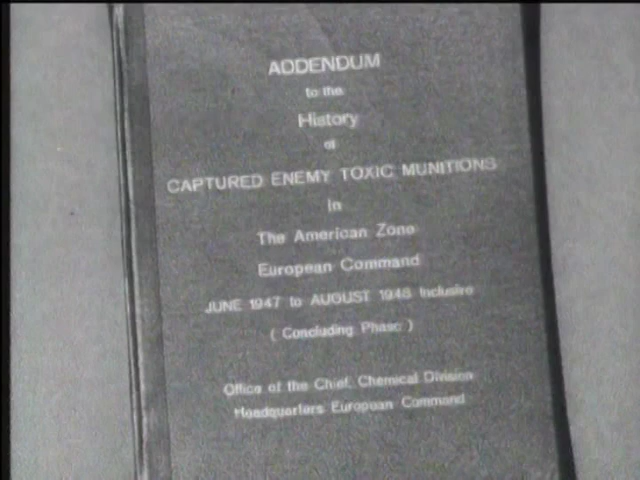 ADDENDUM
to the
History
of
CAPTURED ENEMY TOXIC MUNITIONS
in
The American Zone
European Command
JUNE 1947 to AUGUST 1948 Inclusive
( Concluding Phase )
Office of the Chief, Chemical Division
Headquarters European Command